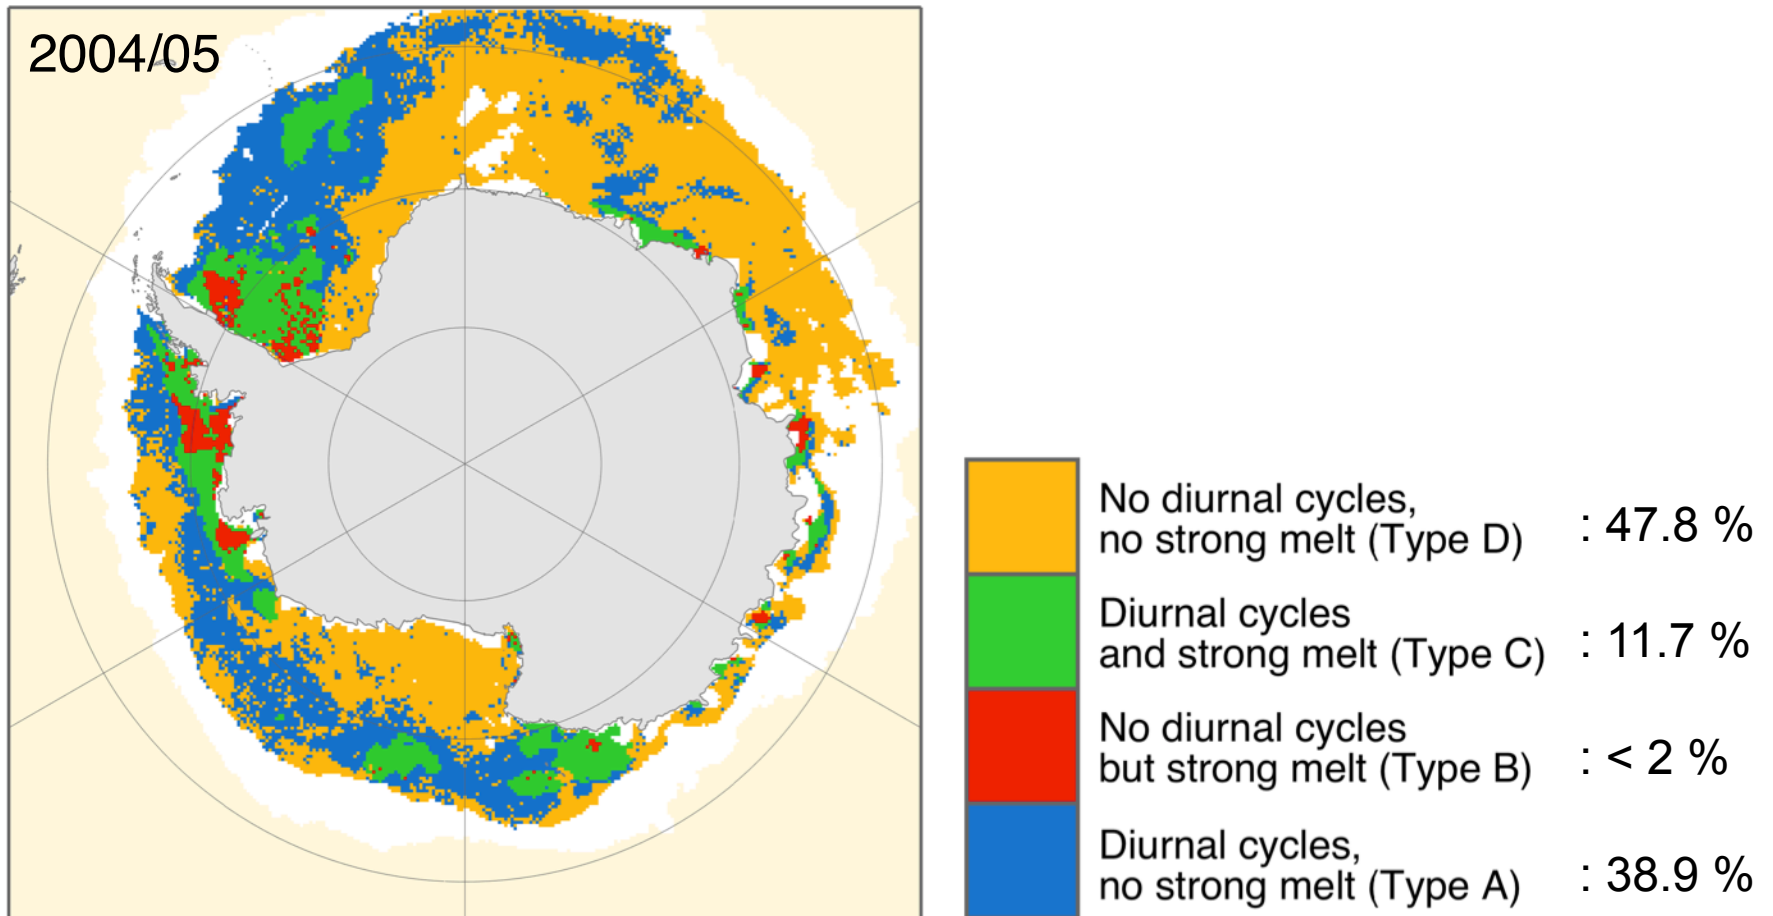 2004/05
No diurnal cycles,
no strong melt (Type D) : 47.8 %
Diurnal cycles
and strong melt (Type C) : 11.7 %
No diurnal cycles
but strong melt (Type B) : < 2 %
Diurnal cycles,
no strong melt (Type A) : 38.9 %